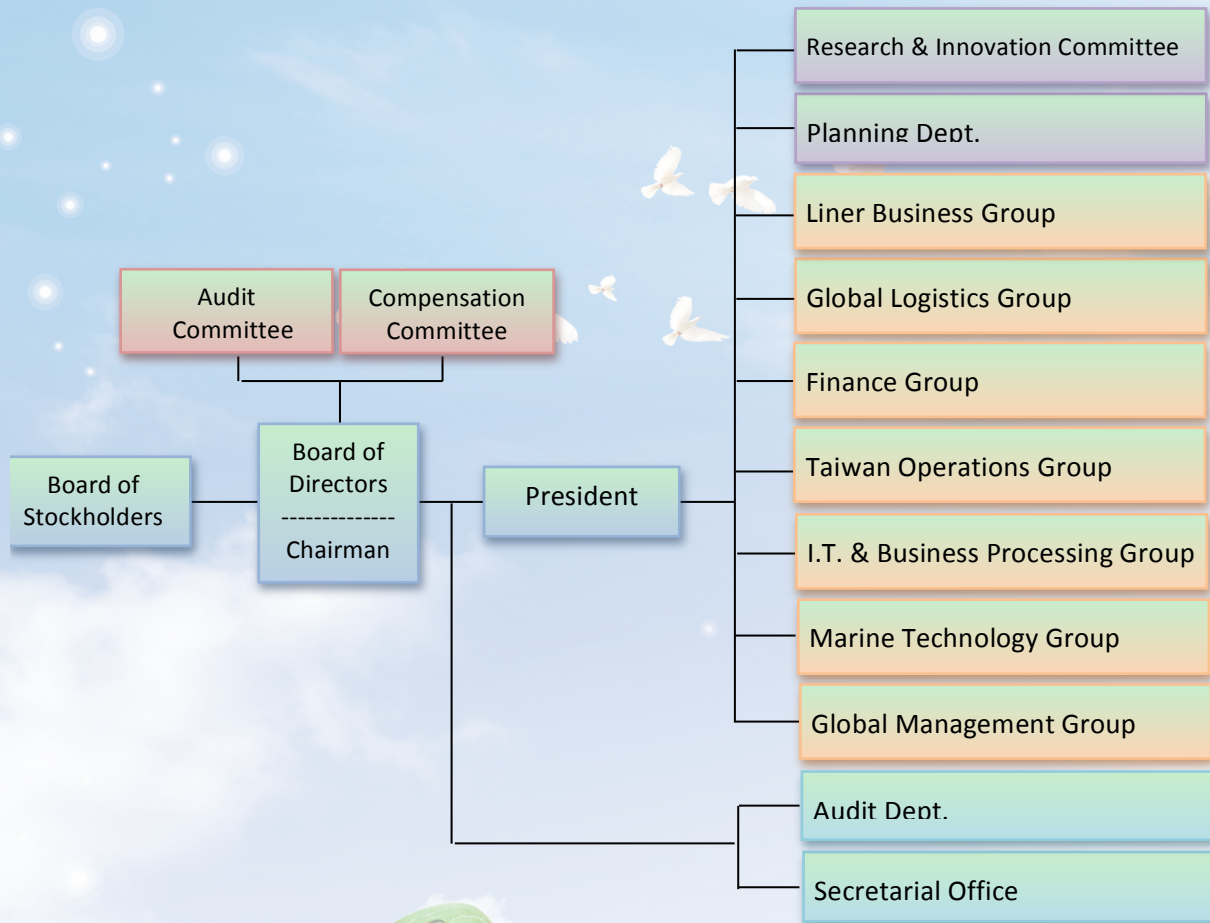 Research & Innovation Committee
Planning Dept.
Liner Business Group
Global Logistics Group
Audit
Committee
Compensation
Committee
Finance Group
Board of
Stockholders
Board of
Directors
--------------
Chairman
President
Taiwan Operations Group
I.T. & Business Processing Group
Marine Technology Group
Global Management Group
Audit Dept.
Secretarial Office